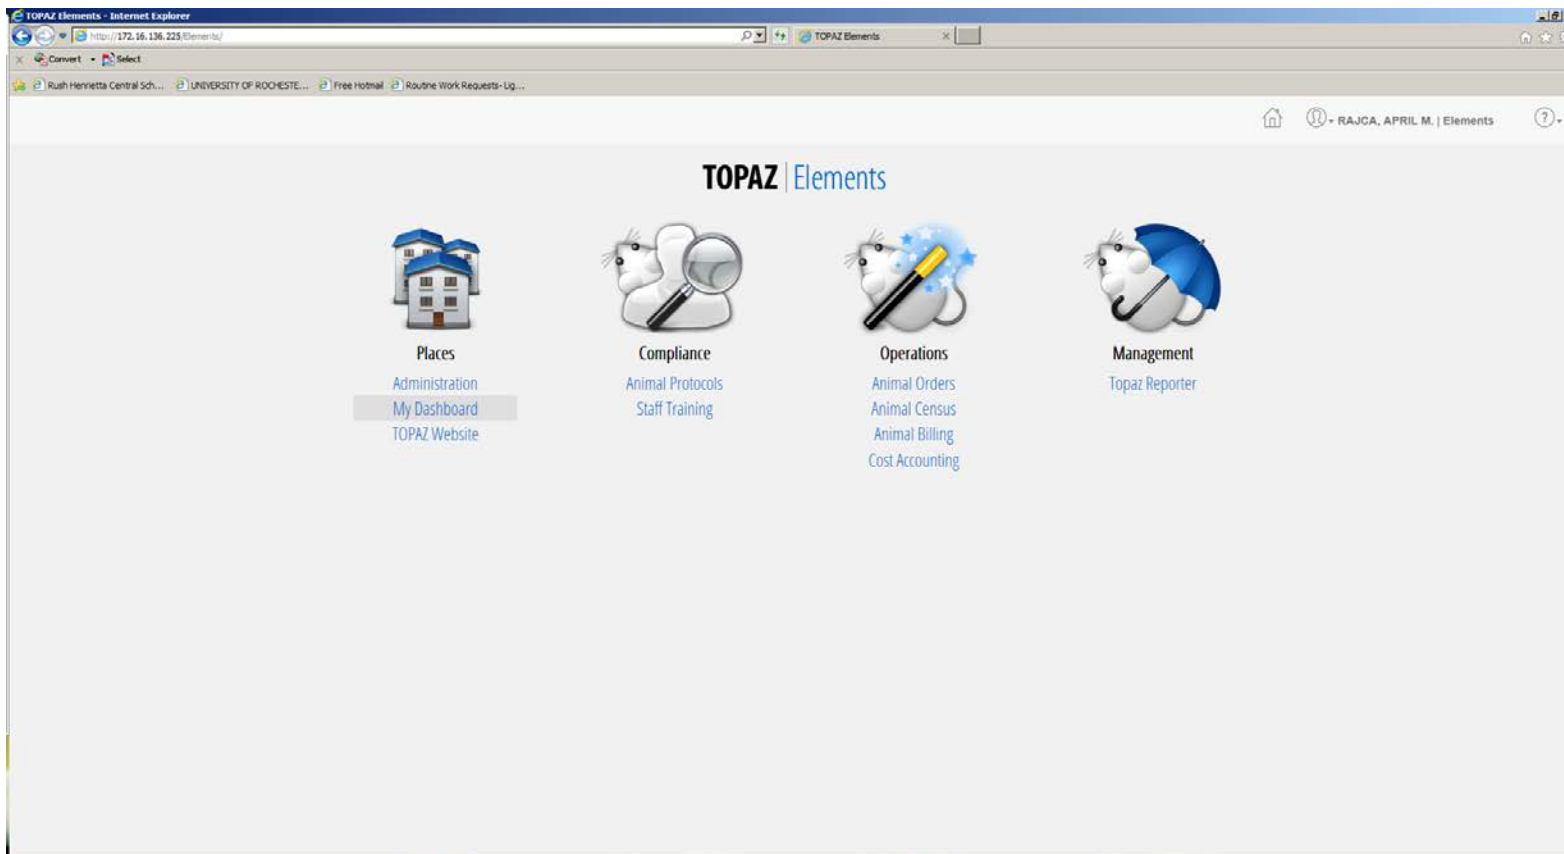 TOPAZ Elements - Internet Explorer
http://172.16.136.225/Elements/
TOPAZ Elements
Convert Select
Rush Henrietta Central Sch... UNIVERSITY OF ROCHESTE... Free Hotmail Routine Work Requests- Lig...
RAJCA, APRIL M. | Elements ?
TOPAZ | Elements
Places
Administration
My Dashboard
TOPAZ Website
Compliance
Animal Protocols
Staff Training
Operations
Animal Orders
Animal Census
Animal Billing
Cost Accounting
Management
Topaz Reporter